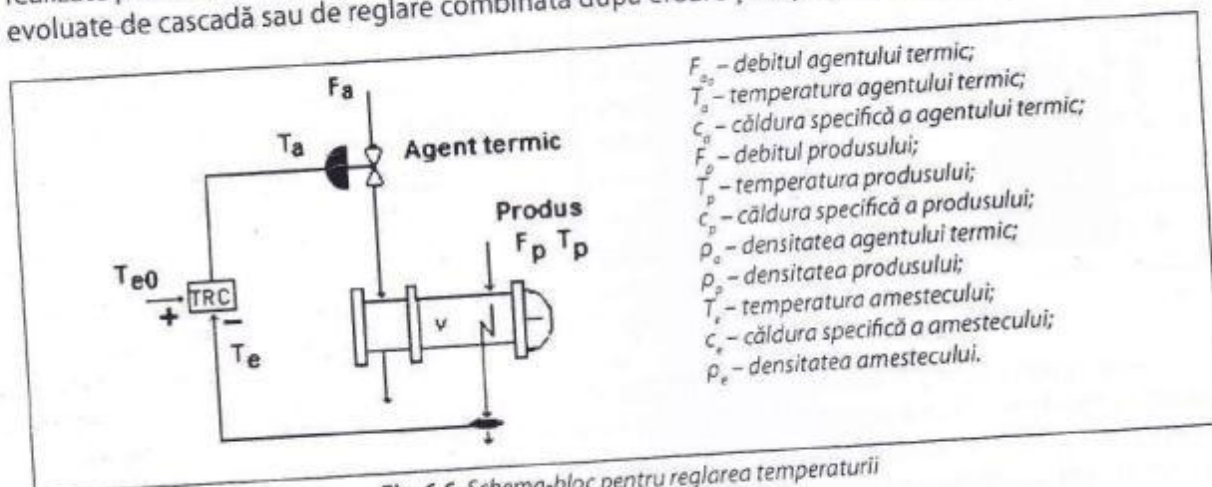 evoluate de cascadă sau de reglare combinată după
Fa
Ta
Agent termic
Produs
Fp Tp
Te0
TRC
+
−
Te
v
Fₐ – debitul agentului termic;
Tₐ – temperatura agentului termic;
cₐ – căldura specifică a agentului termic;
Fₚ – debitul produsului;
Tₚ – temperatura produsului;
cₚ – căldura specifică a produsului;
ρₐ – densitatea agentului termic;
ρₚ – densitatea produsului;
Tₑ – temperatura amestecului;
cₑ – căldura specifică a amestecului;
ρₑ – densitatea amestecului.
Schema-bloc pentru reglarea temperaturii